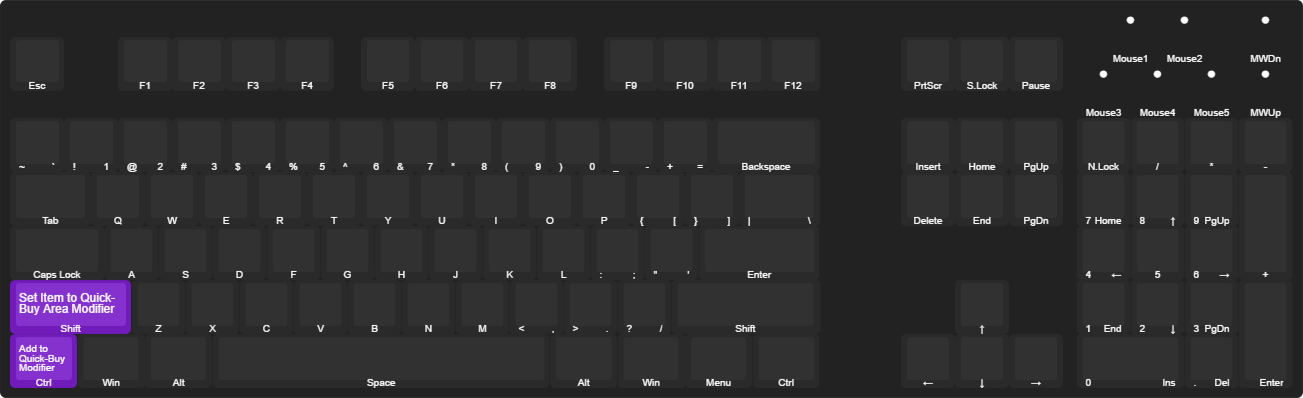 Mouse1 Mouse2 MWDn
Esc F1 F2 F3 F4 F5 F6 F7 F8 F9 F10 F11 F12 PrtScr S.Lock Pause
Mouse3 Mouse4 Mouse5 MWUp
~ ` ! 1 @ 2 # 3 $ 4 % 5 ^ 6 & 7 * 8 ( 9 ) 0 _ - + = Backspace Insert Home PgUp N.Lock / * -
Tab Q W E R T Y U I O P { [ } ] | \ Delete End PgDn 7 Home 8 ↑ 9 PgUp
Caps Lock A S D F G H J K L : ; " ' Enter 4 ← 5 6 → +
Set Item to Quick-
Buy Area Modifier
Shift Z X C V B N M < , > . ? / Shift ↑ 1 End 2 ↓ 3 PgDn
Add to
Quick-Buy
Modifier
Ctrl Win Alt Space Alt Win Menu Ctrl ← ↓ → 0 Ins . Del Enter